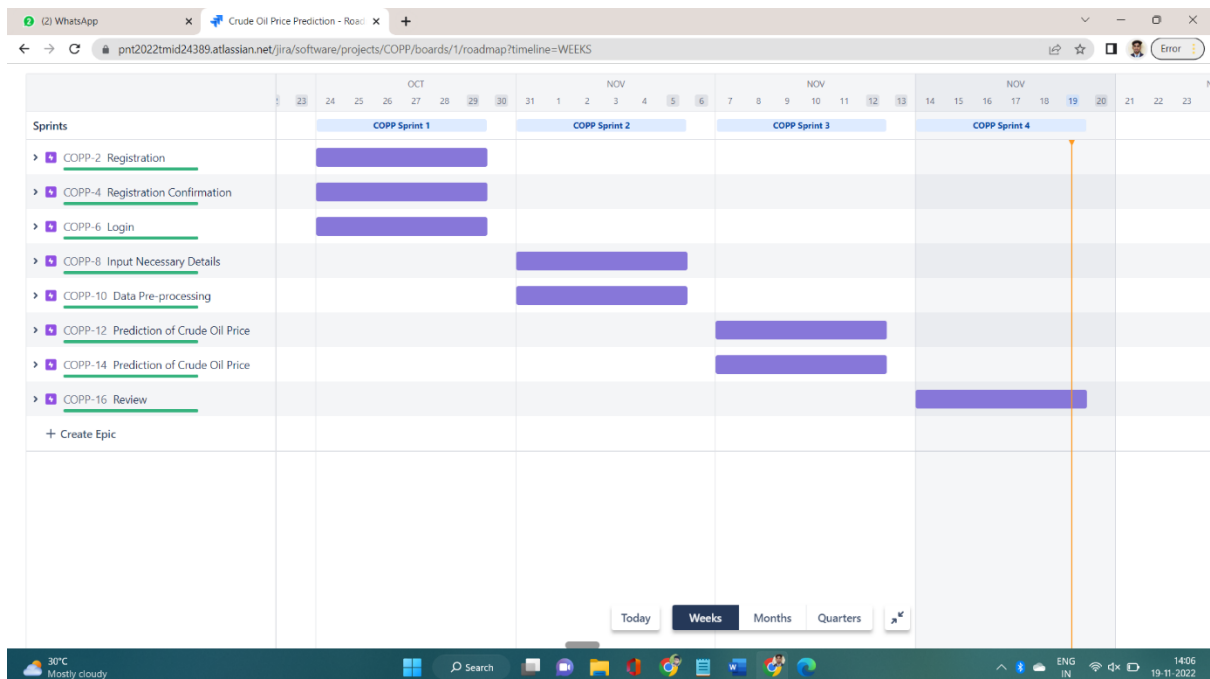 (2) WhatsApp
Crude Oil Price Prediction - Road
pnt2022tmid24389.atlassian.net/jira/software/projects/COPP/boards/1/roadmap?timeline=WEEKS
Error
OCT NOV NOV NOV
23 24 25 26 27 28 29 30 31 1 2 3 4 5 6 7 8 9 10 11 12 13 14 15 16 17 18 19 20 21 22 23
Sprints COPP Sprint 1 COPP Sprint 2 COPP Sprint 3 COPP Sprint 4
COPP-2 Registration
COPP-4 Registration Confirmation
COPP-6 Login
COPP-8 Input Necessary Details
COPP-10 Data Pre-processing
COPP-12 Prediction of Crude Oil Price
COPP-14 Prediction of Crude Oil Price
COPP-16 Review
+ Create Epic
Today Weeks Months Quarters
30°C
Mostly cloudy
Search
ENG
IN
14:06
19-11-2022